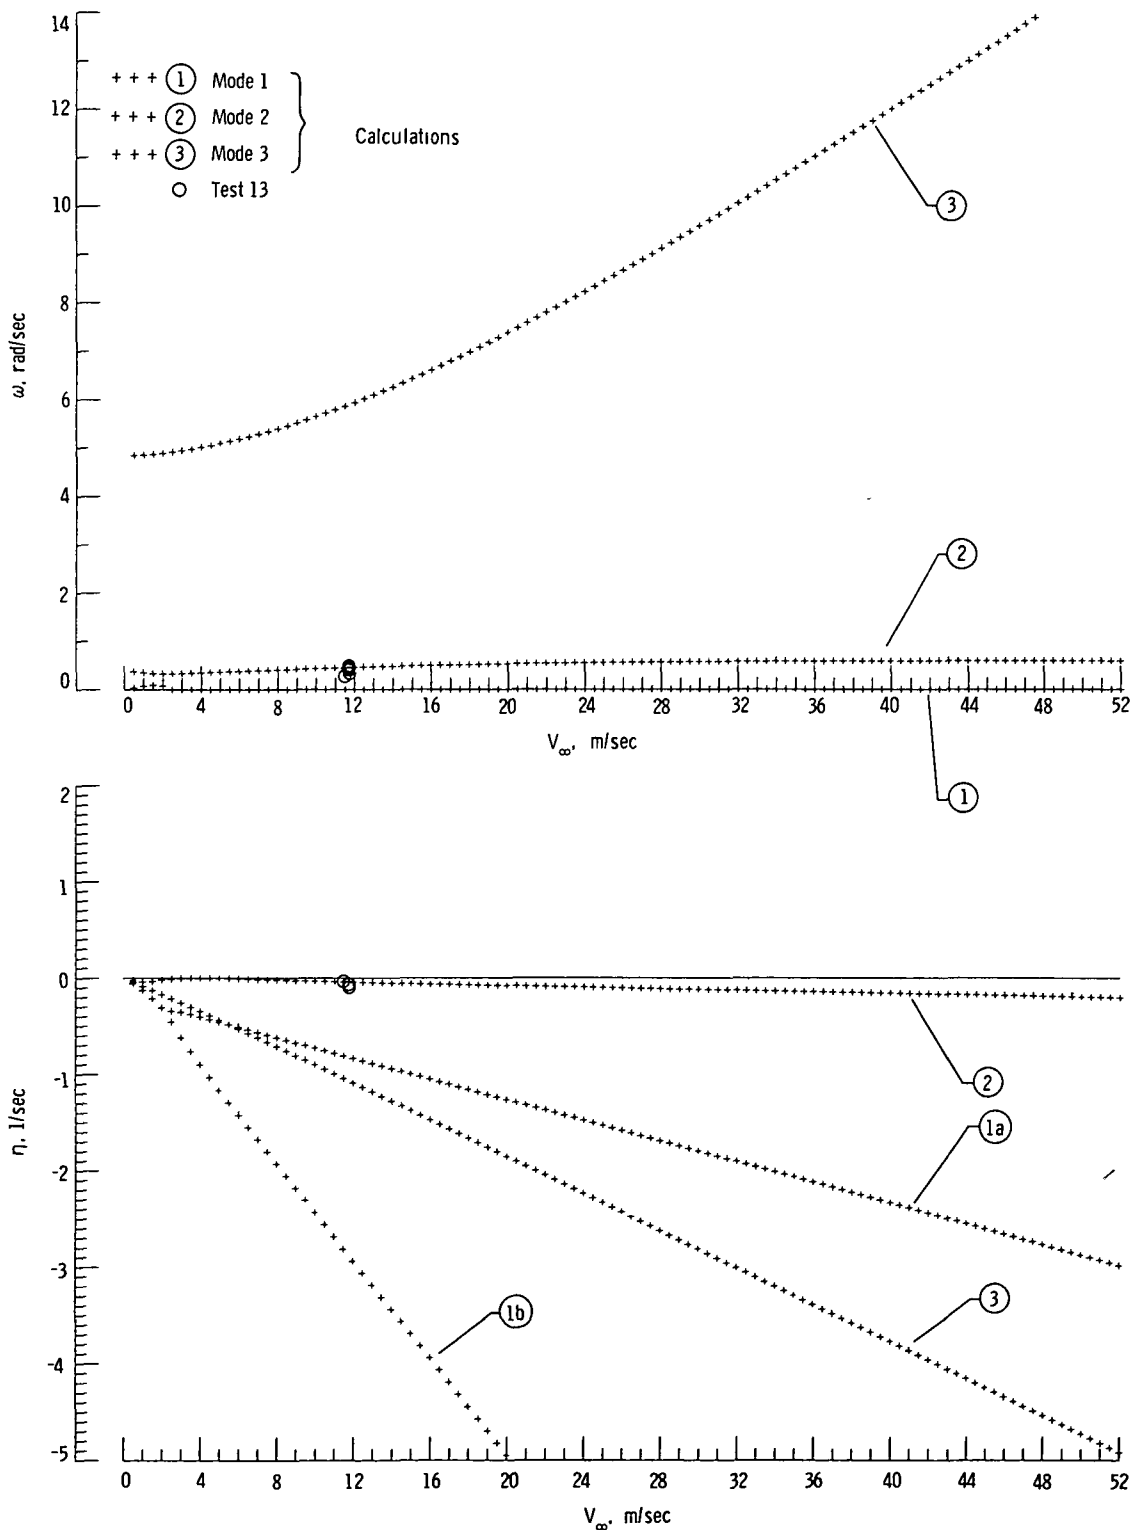 14
12
10
8
6
4
2
0
ω, rad/sec
+ + + 1 Mode 1
+ + + 2 Mode 2
+ + + 3 Mode 3
Test 13
Calculations
3
2
0 4 8 12 16 20 24 28 32 36 40 44 48 52
V∞, m/sec
1
2
1
0
-1
-2
-3
-4
-5
η, 1/sec
2
1a
3
1b
0 4 8 12 16 20 24 28 32 36 40 44 48 52
V∞, m/sec